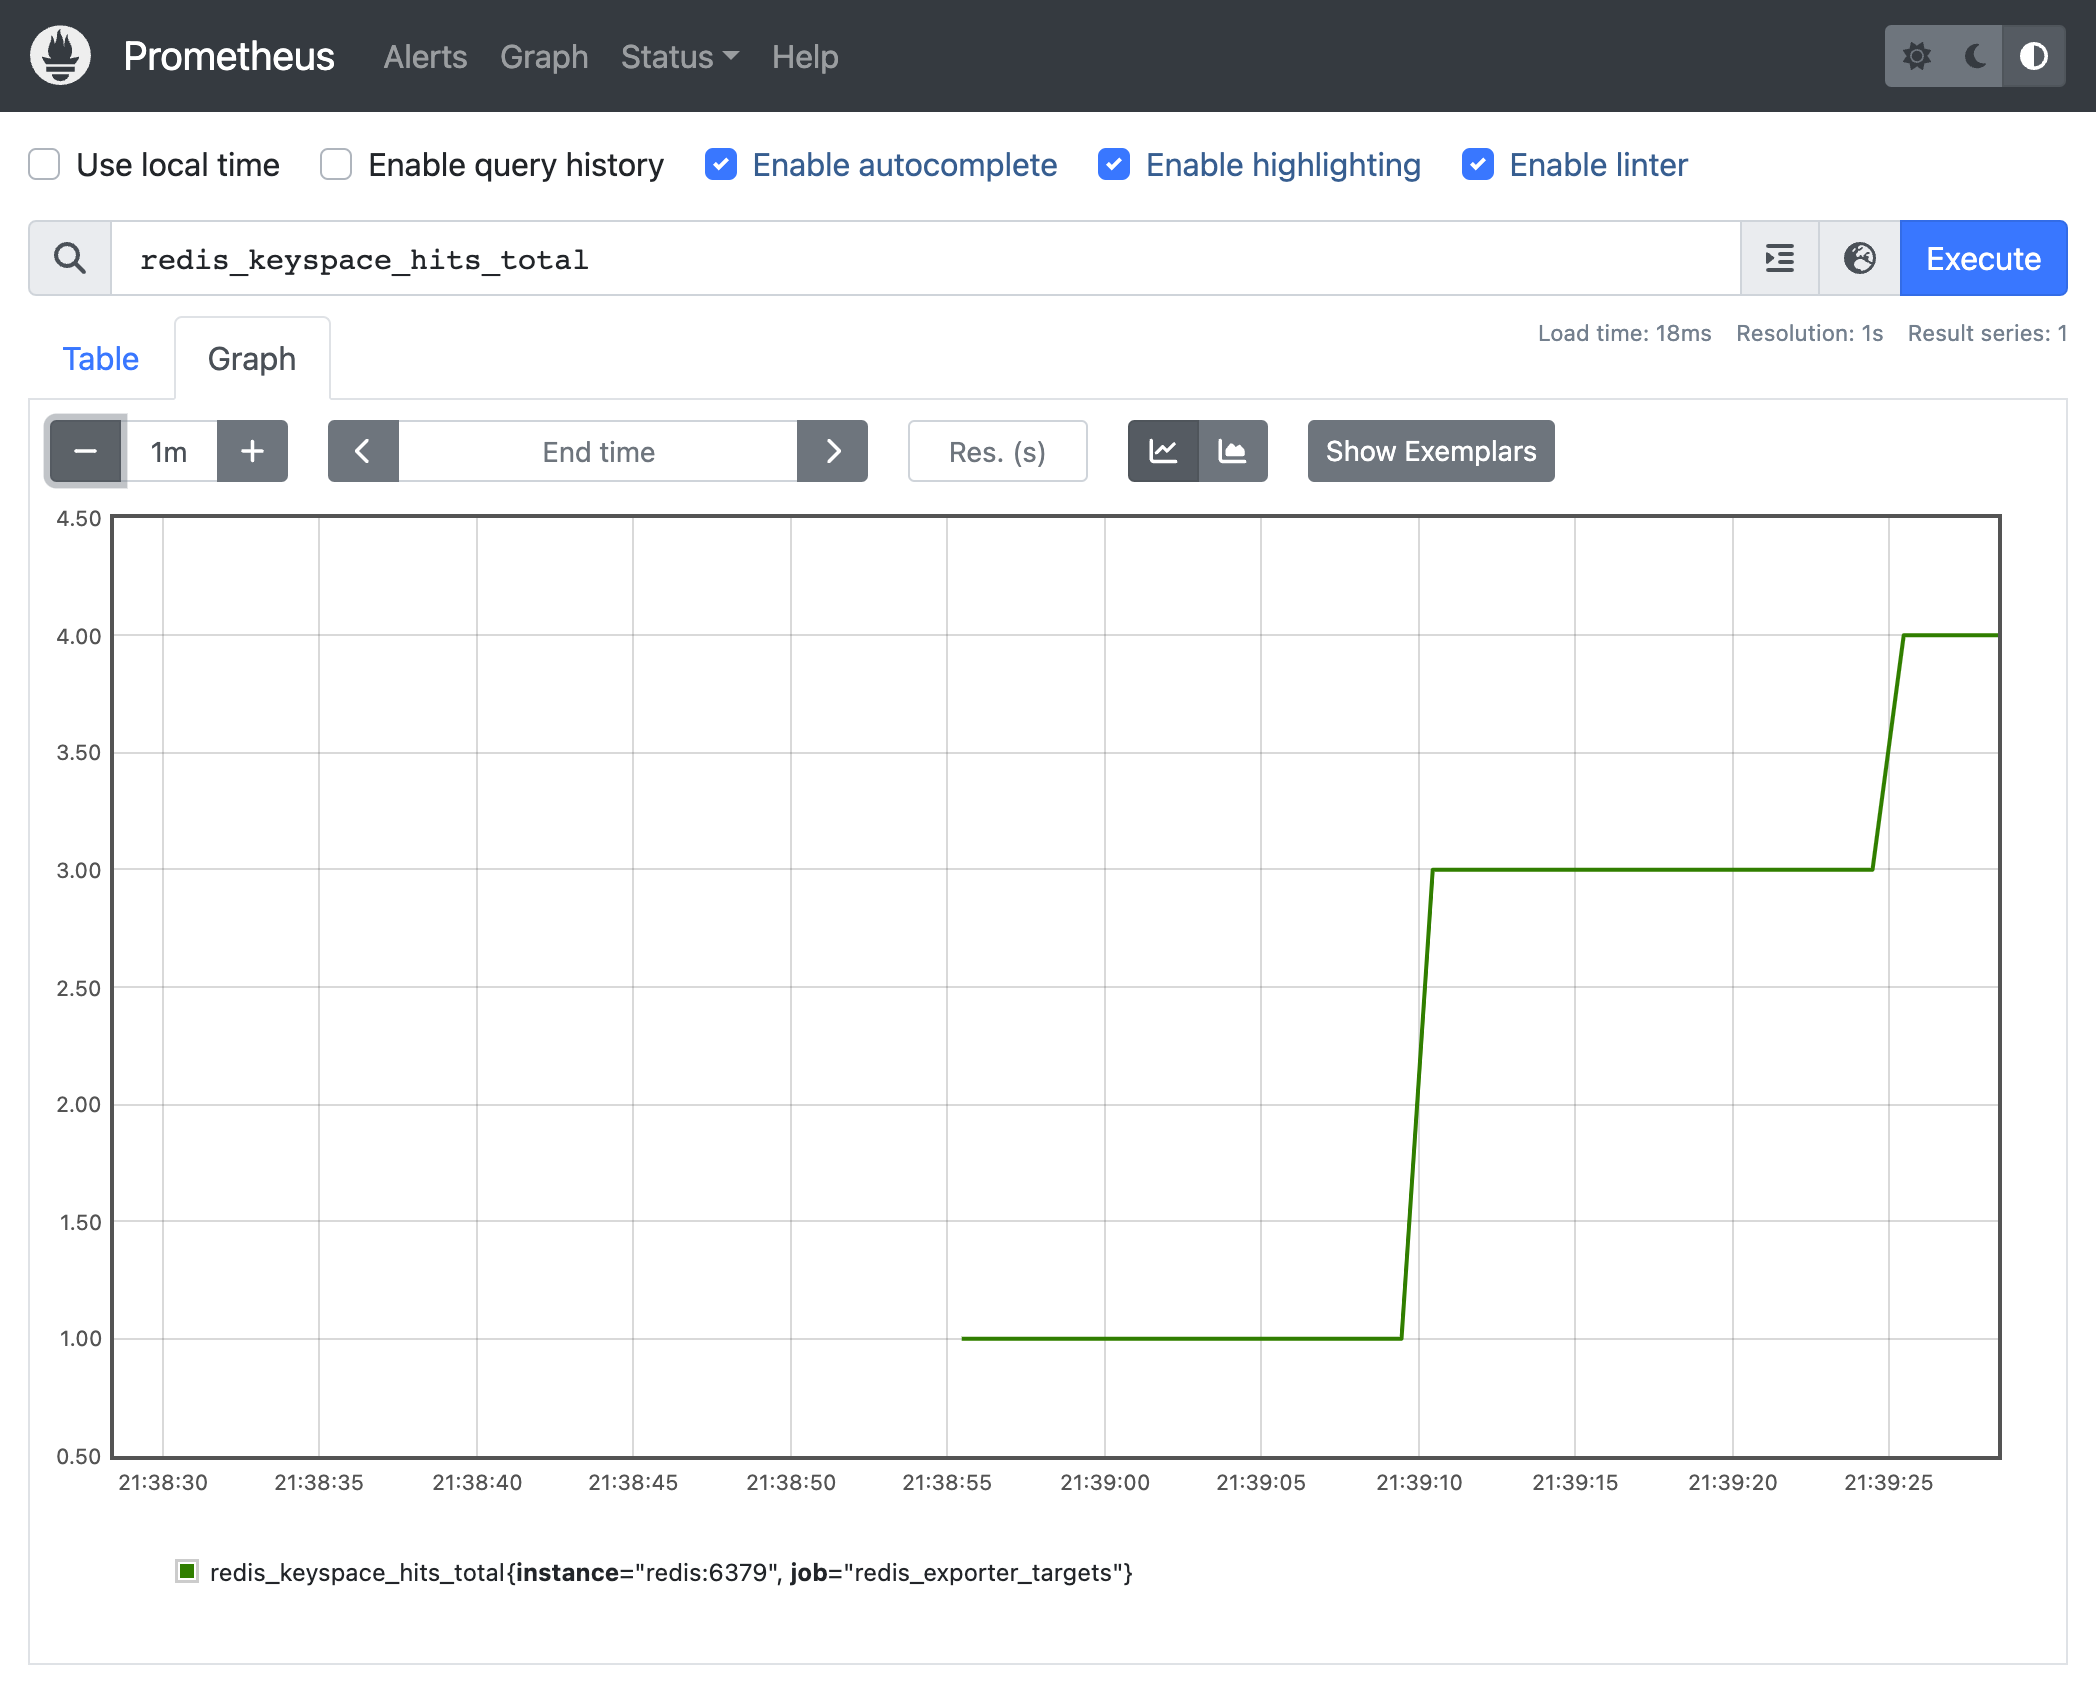 Prometheus Alerts Graph Status Help
Use local time Enable query history Enable autocomplete Enable highlighting Enable linter
redis_keyspace_hits_total Execute
Load time: 18ms Resolution: 1s Result series: 1
Table Graph
1m End time Res. (s) Show Exemplars
4.50
4.00
3.50
3.00
2.50
2.00
1.50
1.00
0.50
21:38:30 21:38:35 21:38:40 21:38:45 21:38:50 21:38:55 21:39:00 21:39:05 21:39:10 21:39:15 21:39:20 21:39:25
redis_keyspace_hits_total{instance="redis:6379", job="redis_exporter_targets"}